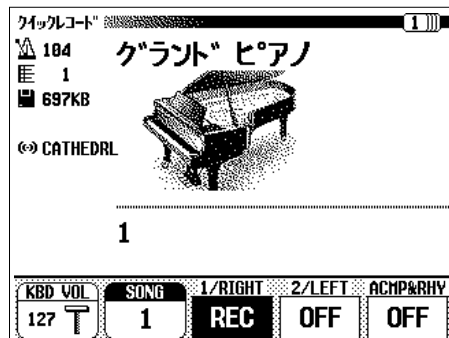 クイックレコード 1
104
グランド ピアノ
1
697KB
CATHEDRL
1
KBD VOL SONG 1/RIGHT 2/LEFT ACMP&RHY
127 1 REC OFF OFF